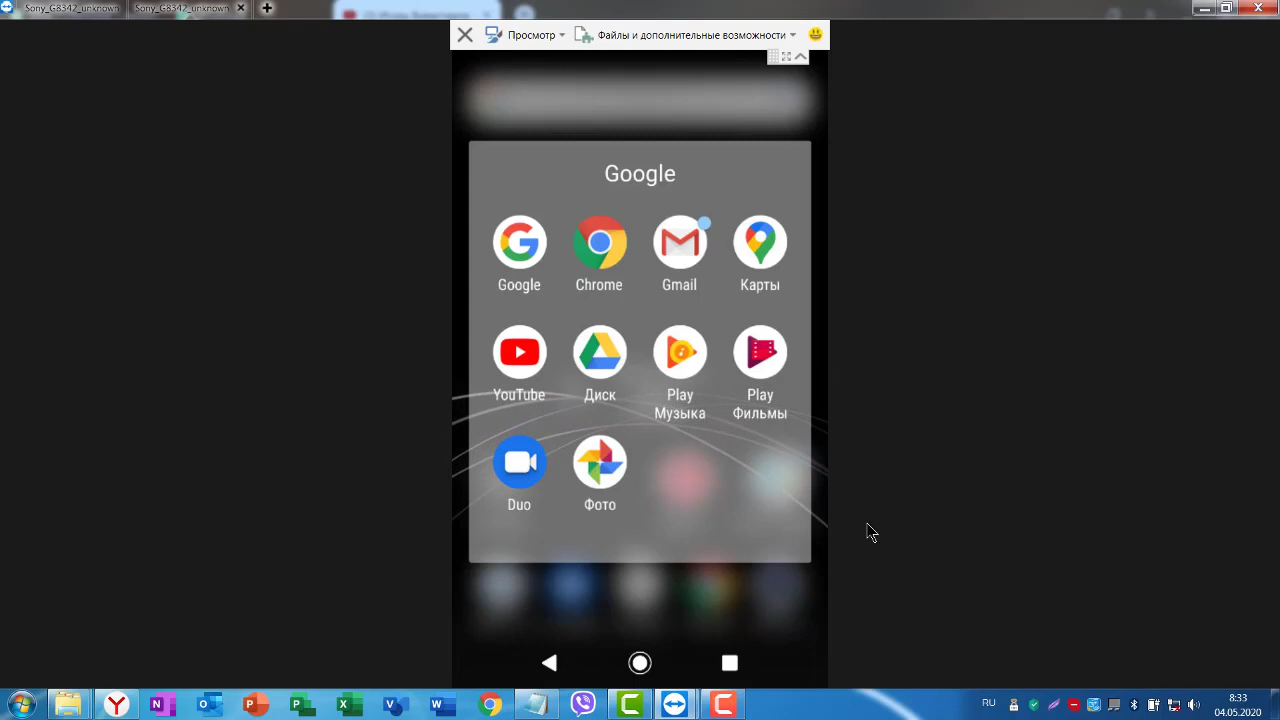 Sony_G8342_unknown
Sony_G8342_unknown
Просмотр
Файлы и дополнительные возможности
Google
Google
Chrome
Gmail
Карты
YouTube
Диск
Play
Музыка
Play
Фильмы
Duo
Фото
RU
8:33
04.05.2020